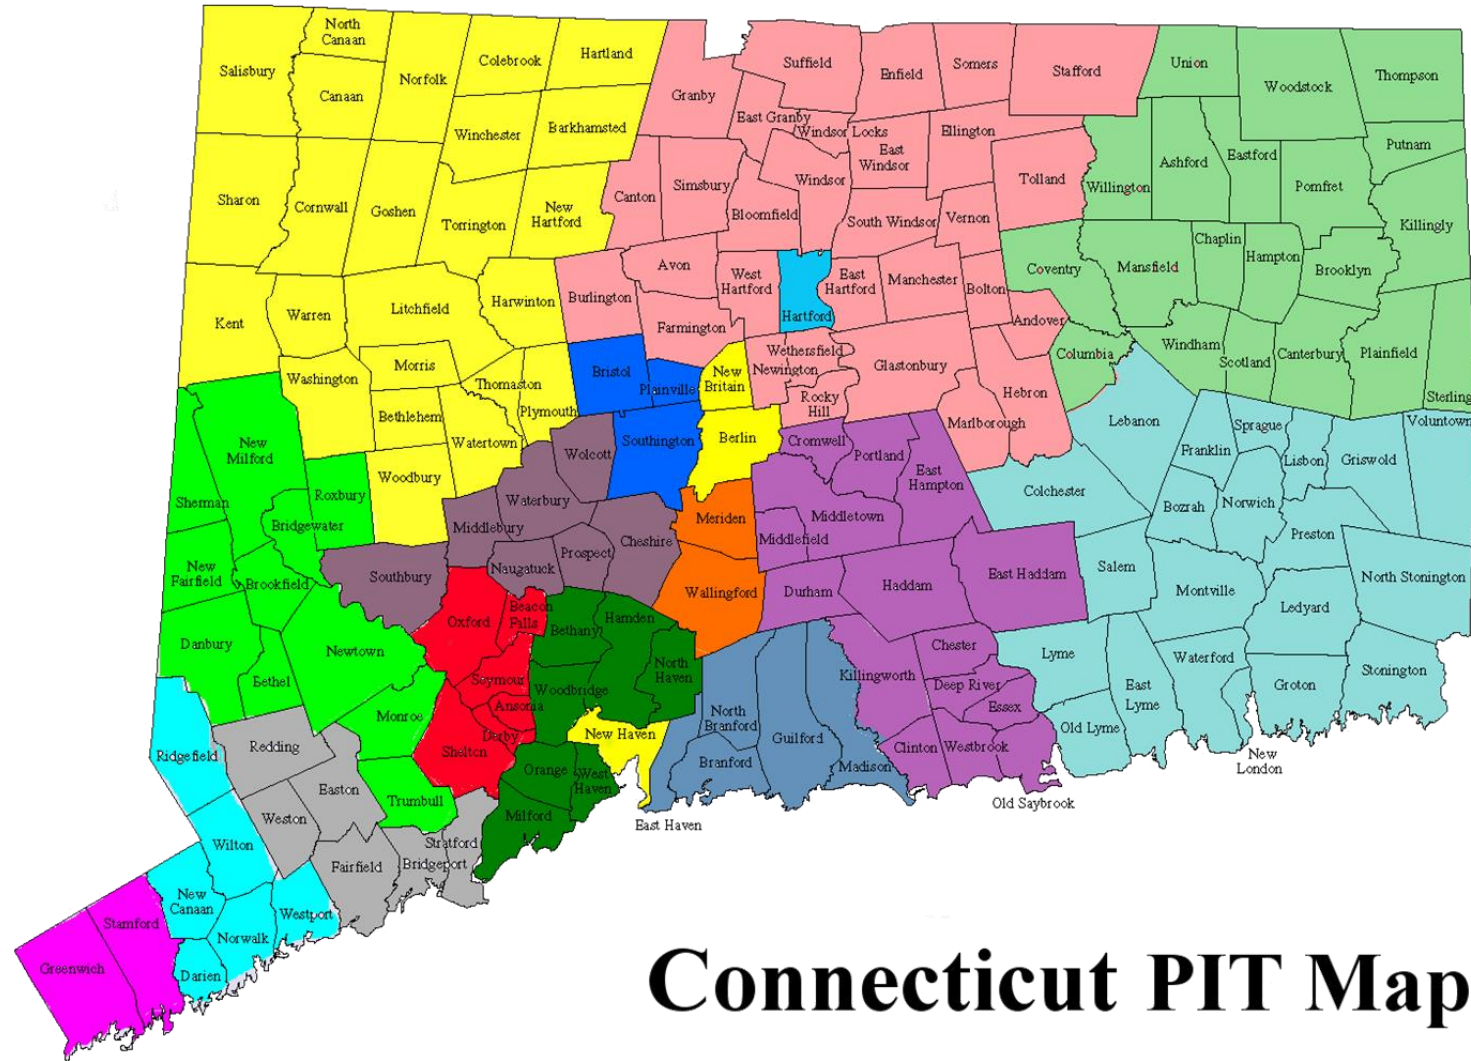 North
Canaan
Salisbury
Canaan
Norfolk
Colebrook
Hartland
Winchester
Barkhamsted
Sharon
Cornwall
Goshen
Torrington
New
Hartford
Kent
Warren
Litchfield
Harwinton
Washington
Morris
Bethlehem
Thomaston
Plymouth
Watertown
Woodbury
Granby
Suffield
Enfield
Somers
Stafford
East Granby
Windsor Locks
East
Windsor
Ellington
Canton
Simsbury
Windsor
Bloomfield
South Windsor
Vernon
Tolland
Burlington
Avon
West
Hartford
Hartford
East
Hartford
Manchester
Bolton
Andover
Farmington
Wethersfield
Newington
Rocky
Hill
Glastonbury
Hebron
Marlborough
Union
Woodstock
Thompson
Putnam
Willington
Ashford
Eastford
Pomfret
Killingly
Coventry
Mansfield
Chaplin
Hampton
Brooklyn
Columbia
Windham
Scotland
Canterbury
Plainfield
Sterling
Bristol
Plainville
Southington
New
Britain
Berlin
Wolcott
Waterbury
Middlebury
Naugatuck
Prospect
Cheshire
Southbury
Meriden
Wallingford
Cromwell
Portland
East
Hampton
Middletown
Middlefield
Durham
Haddam
East Haddam
Killingworth
Chester
Deep River
Essex
Clinton
Westbrook
Old Saybrook
Lebanon
Colchester
Franklin
Sprague
Lisbon
Griswold
Voluntown
Bozrah
Norwich
Preston
Salem
Montville
Ledyard
North Stonington
Lyme
East
Lyme
Waterford
Groton
Stonington
Old Lyme
New
London
New
Milford
Sherman
Roxbury
Bridgewater
New
Fairfield
Brookfield
Danbury
Bethel
Newtown
Monroe
Trumbull
Oxford
Beacon
Falls
Seymour
Ansonia
Derby
Shelton
Bethany
Hamden
North
Haven
Woodbridge
New Haven
Orange
West
Haven
Milford
North
Branford
Branford
Guilford
Madison
East Haven
Ridgefield
Redding
Easton
Weston
Wilton
Fairfield
Bridgeport
Stratford
New
Canaan
Norwalk
Westport
Darien
Stamford
Greenwich
Connecticut PIT Map